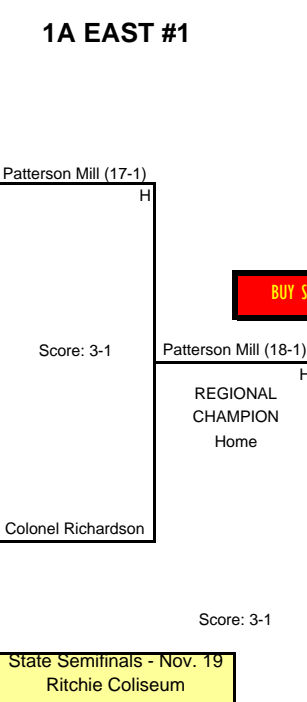 1A EAST #1
Patterson Mill (17-1)
H
BUY S
Score: 3-1
Patterson Mill (18-1)
H
REGIONAL
CHAMPION
Home
Colonel Richardson
Score: 3-1
State Semifinals - Nov. 19
Ritchie Coliseum